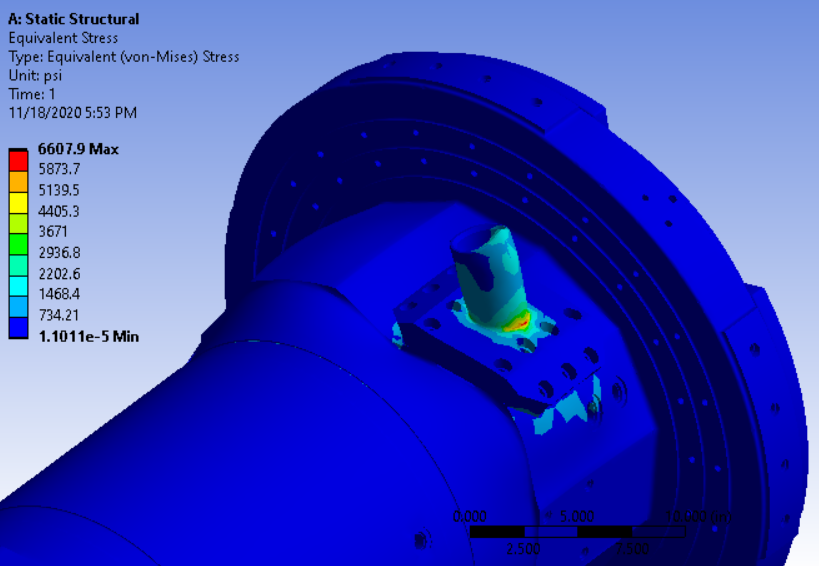 A: Static Structural
Equivalent Stress
Type: Equivalent (von-Mises) Stress
Unit: psi
Time: 1
11/18/2020 5:53 PM
6607.9 Max
5873.7
5139.5
4405.3
3671
2936.8
2202.6
1468.4
734.21
1.1011e-5 Min
0.000 5.000 10.000 (in)
2.500 7.500